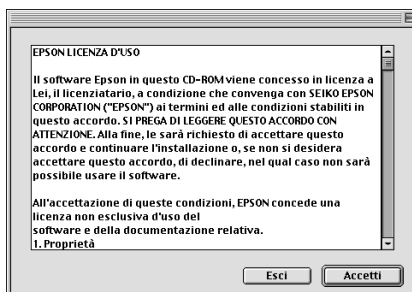 EPSON LICENZA D'USO
Il software Epson in questo CD-ROM viene concesso in licenza a
Lei, il licenziatario, a condizione che convenga con SEIKO EPSON
CORPORATION ("EPSON") ai termini ed alle condizioni stabiliti in
questo accordo. SI PREGA DI LEGGERE QUESTO ACCORDO CON
ATTENZIONE. Alla fine, le sarà richiesto di accettare questo
accordo e continuare l'installazione o, se non si desidera
accettare questo accordo, di declinare, nel qual caso non sarà
possibile usare il software.
All'accettazione di queste condizioni, EPSON concede una
licenza non esclusiva d'uso del
software e della documentazione relativa.
1. Proprietà
Esci
Accetti